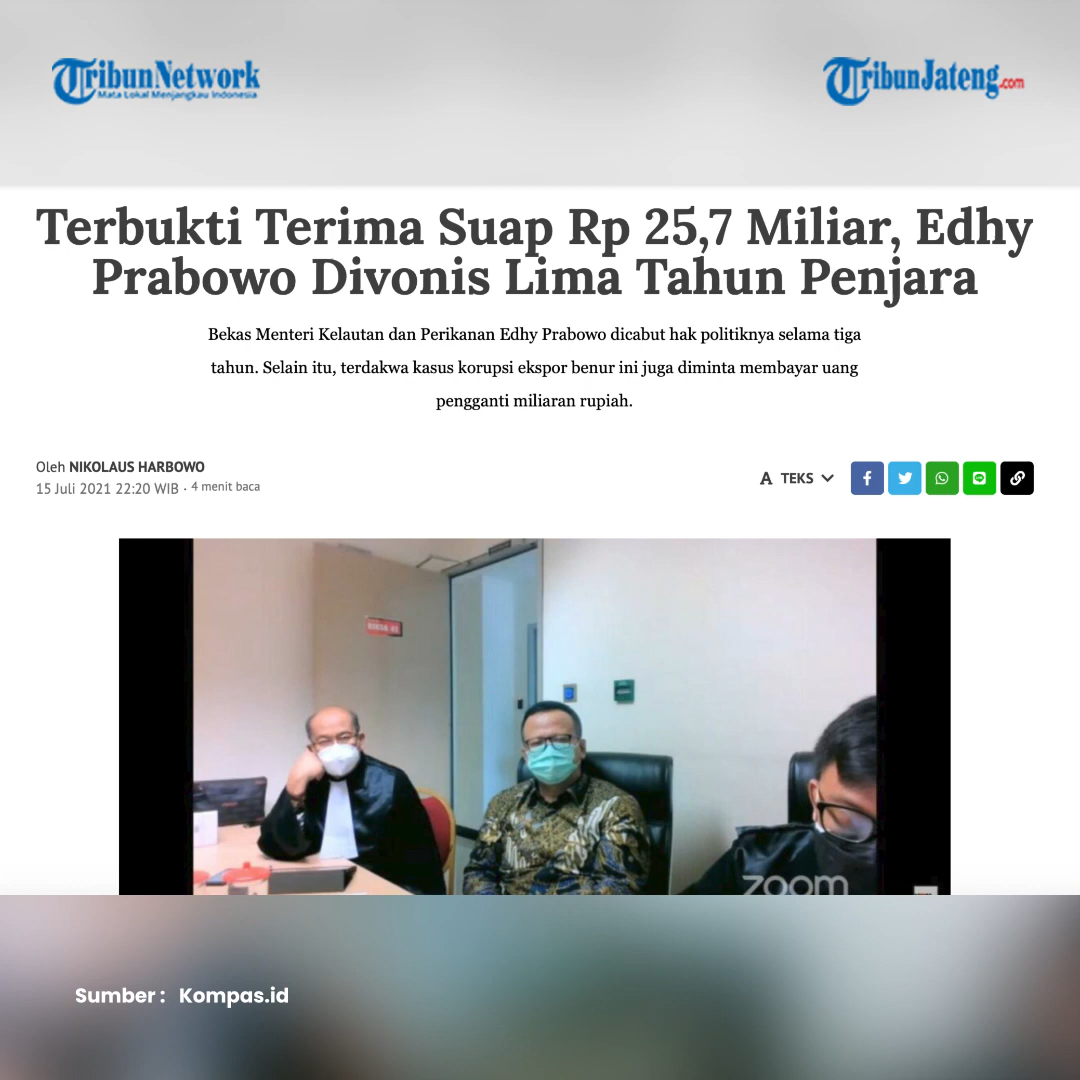 TribunNetwork
Mata Lokal Menjangkau Indonesia
TribunJateng.com
Terbukti Terima Suap Rp 25,7 Miliar, Edhy
Prabowo Divonis Lima Tahun Penjara
Bekas Menteri Kelautan dan Perikanan Edhy Prabowo dicabut hak politiknya selama tiga
tahun. Selain itu, terdakwa kasus korupsi ekspor benur ini juga diminta membayar uang
pengganti miliaran rupiah.
Oleh NIKOLAUS HARBOWO
15 Juli 2021 22:20 WIB · 4 menit baca
A TEKS
zoom
Sumber : Kompas.id